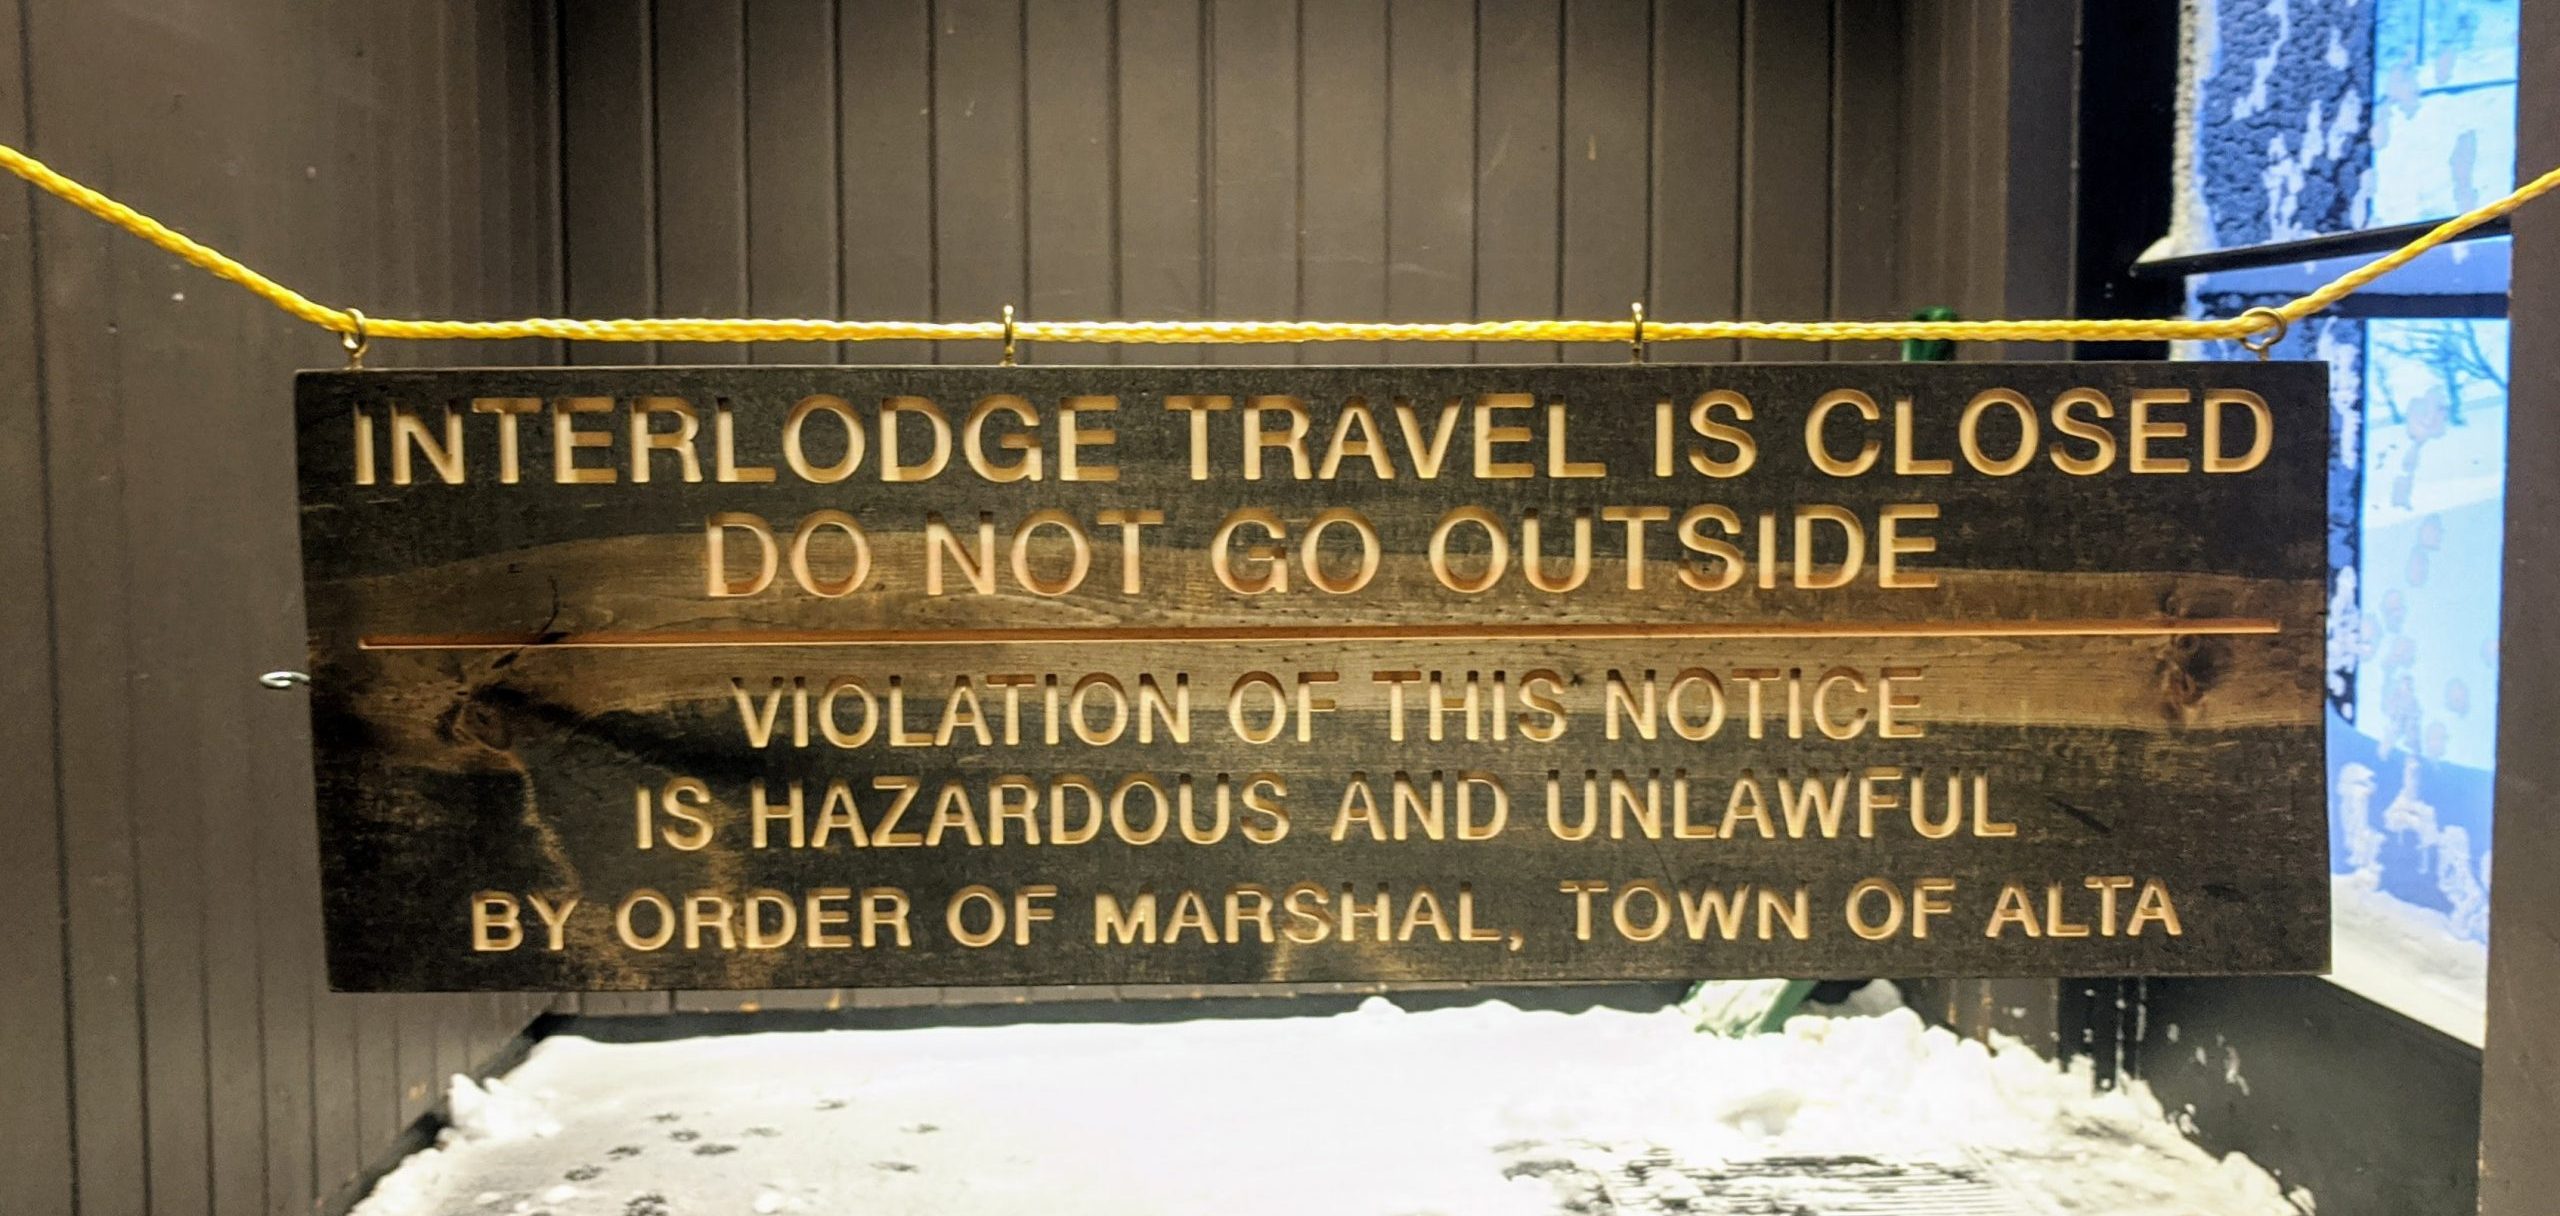 INTERLODGE TRAVEL IS CLOSED
DO NOT GO OUTSIDE
VIOLATION OF THIS NOTICE
IS HAZARDOUS AND UNLAWFUL
BY ORDER OF MARSHAL, TOWN OF ALTA